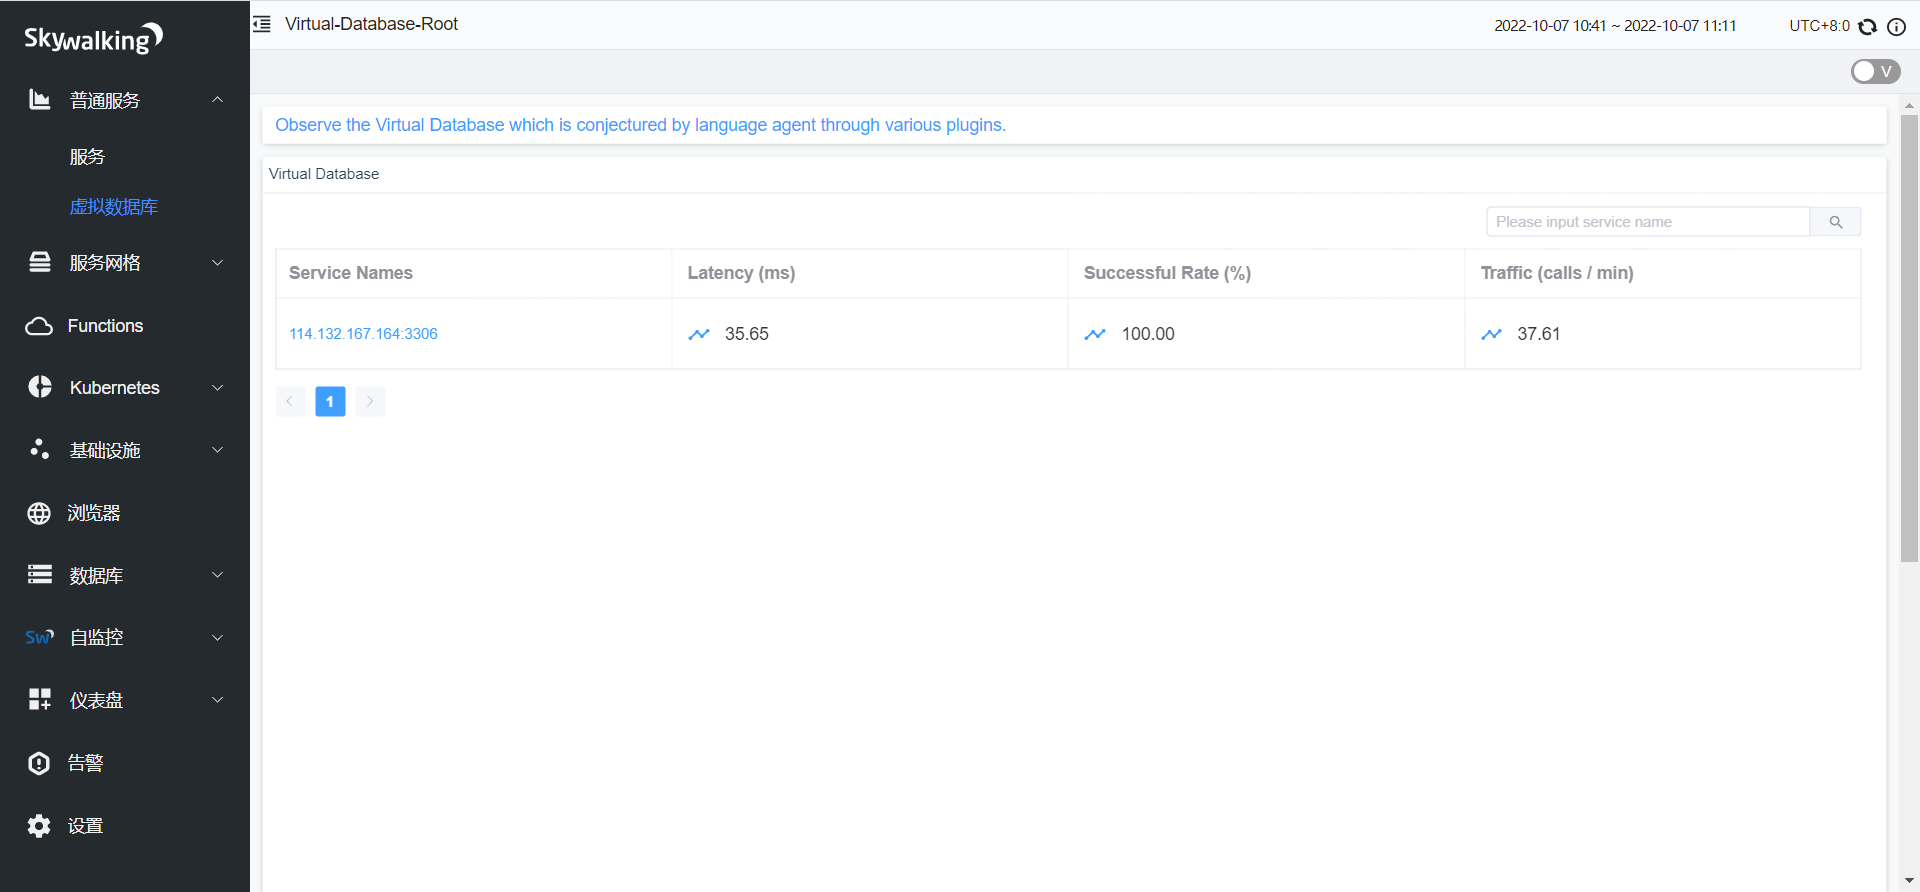 Skywalking
普通服务
服务
虚拟数据库
服务网格
Functions
Kubernetes
基础设施
浏览器
数据库
Sw 自监控
仪表盘
告警
设置
Virtual-Database-Root
2022-10-07 10:41 ~ 2022-10-07 11:11
UTC+8:0
V
Observe the Virtual Database which is conjectured by language agent through various plugins.
Virtual Database
Please input service name
Service Names Latency (ms) Successful Rate (%) Traffic (calls / min)
114.132.167.164:3306 35.65 100.00 37.61
1